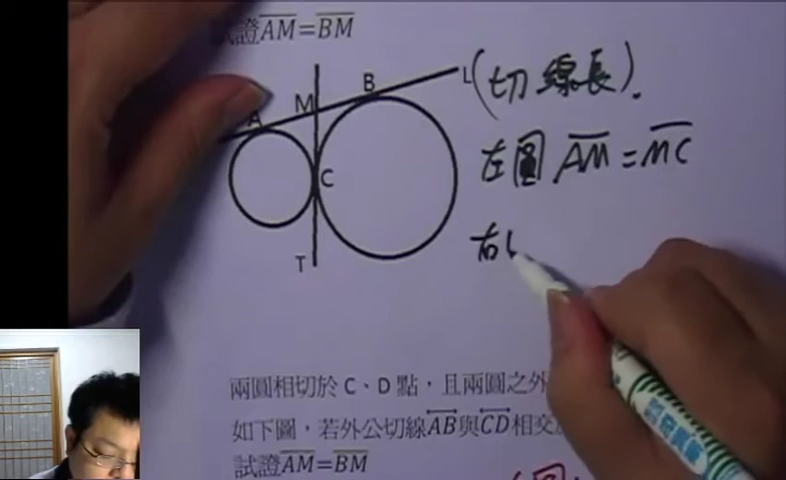 試證AM=BM
A
M
B
L
C
T
(切線長).
左圓 AM=MC
右
兩圓相切於 C、D 點，且兩圓之外
如下圖，若外公切線AB與CD相交
試證AM=BM